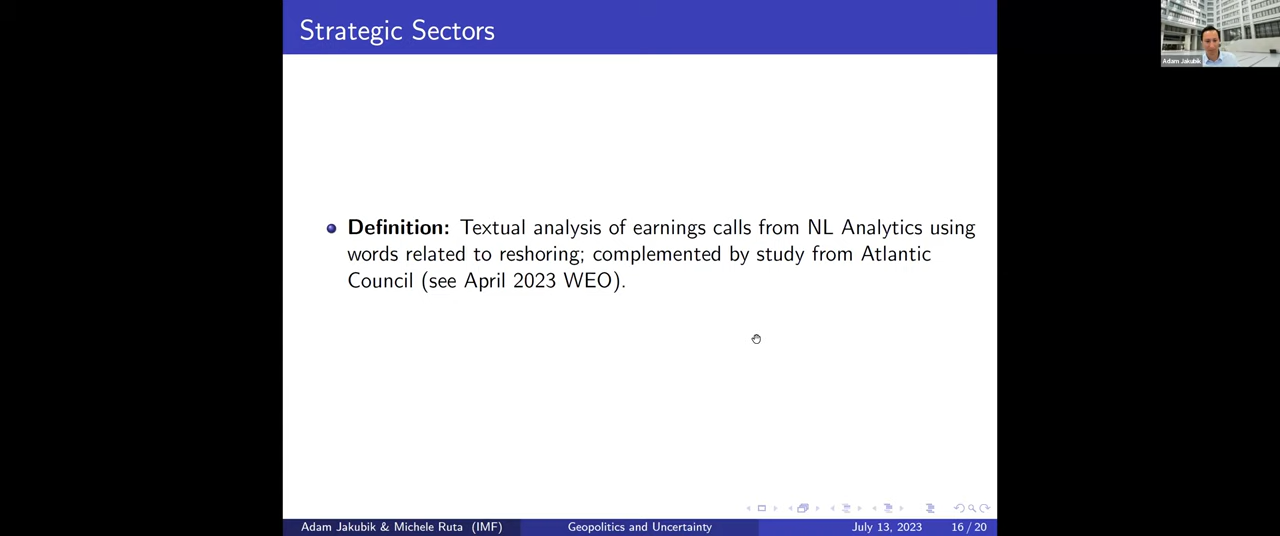 Strategic Sectors
Adam Jakubik
Definition: Textual analysis of earnings calls from NL Analytics using
words related to reshoring; complemented by study from Atlantic
Council (see April 2023 WEO).
Adam Jakubik & Michele Ruta (IMF)
Geopolitics and Uncertainty
July 13, 2023
16 / 20